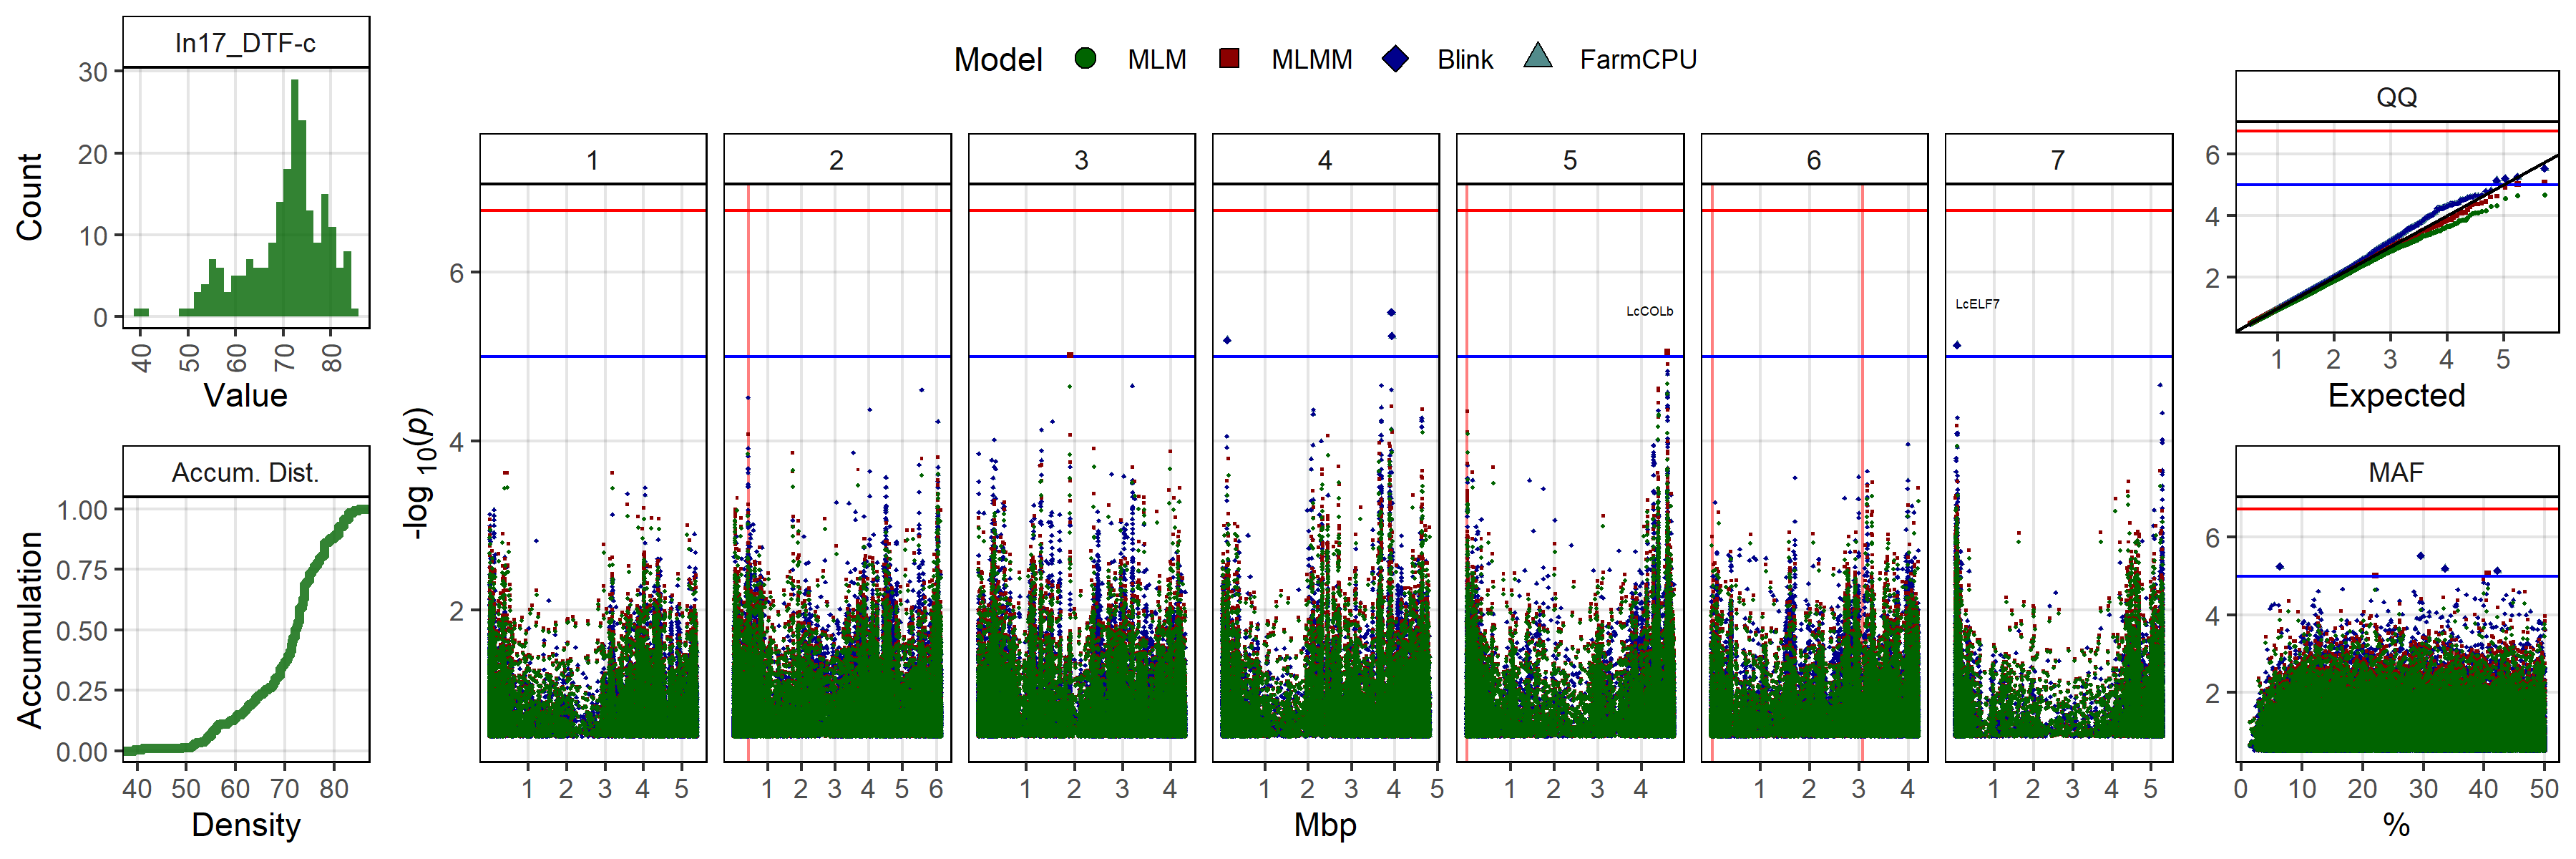 In17_DTF-c
Count
30
20
10
0
40 50 60 70 80
Value
Accum. Dist.
Accumulation
1.00
0.75
0.50
0.25
0.00
40 50 60 70 80
Density
Model MLM MLMM Blink FarmCPU
1 2 3 4 5 6 7
-log 10(p)
6
4
2
LcCOLb
LcELF7
1 2 3 4 5
1 2 3 4 5 6
1 2 3 4
1 2 3 4 5
1 2 3 4
1 2 3 4
1 2 3 4 5
Mbp
QQ
6
4
2
1 2 3 4 5
Expected
MAF
6
4
2
0 10 20 30 40 50
%